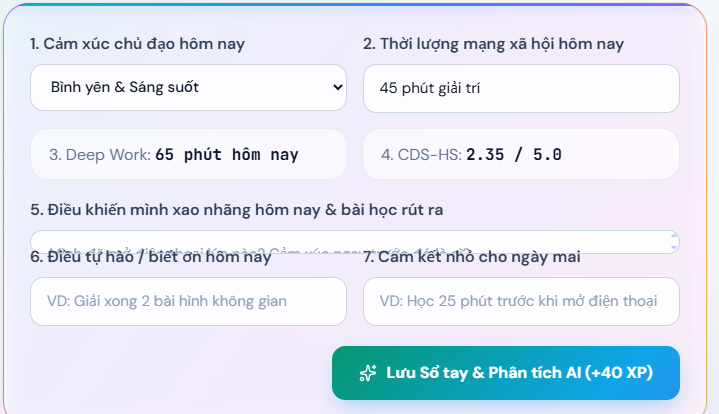 1. Cảm xúc chủ đạo hôm nay
2. Thời lượng mạng xã hội hôm nay
Bình yên & Sáng suốt
45 phút giải trí
3. Deep Work: 65 phút hôm nay
4. CDS-HS: 2.35 / 5.0
5. Điều khiến mình xao nhãng hôm nay & bài học rút ra
6. Điều tự hào / biết ơn hôm nay
7. Cam kết nhỏ cho ngày mai
VD: Giải xong 2 bài hình không gian
VD: Học 25 phút trước khi mở điện thoại
Lưu Sổ tay & Phân tích AI (+40 XP)